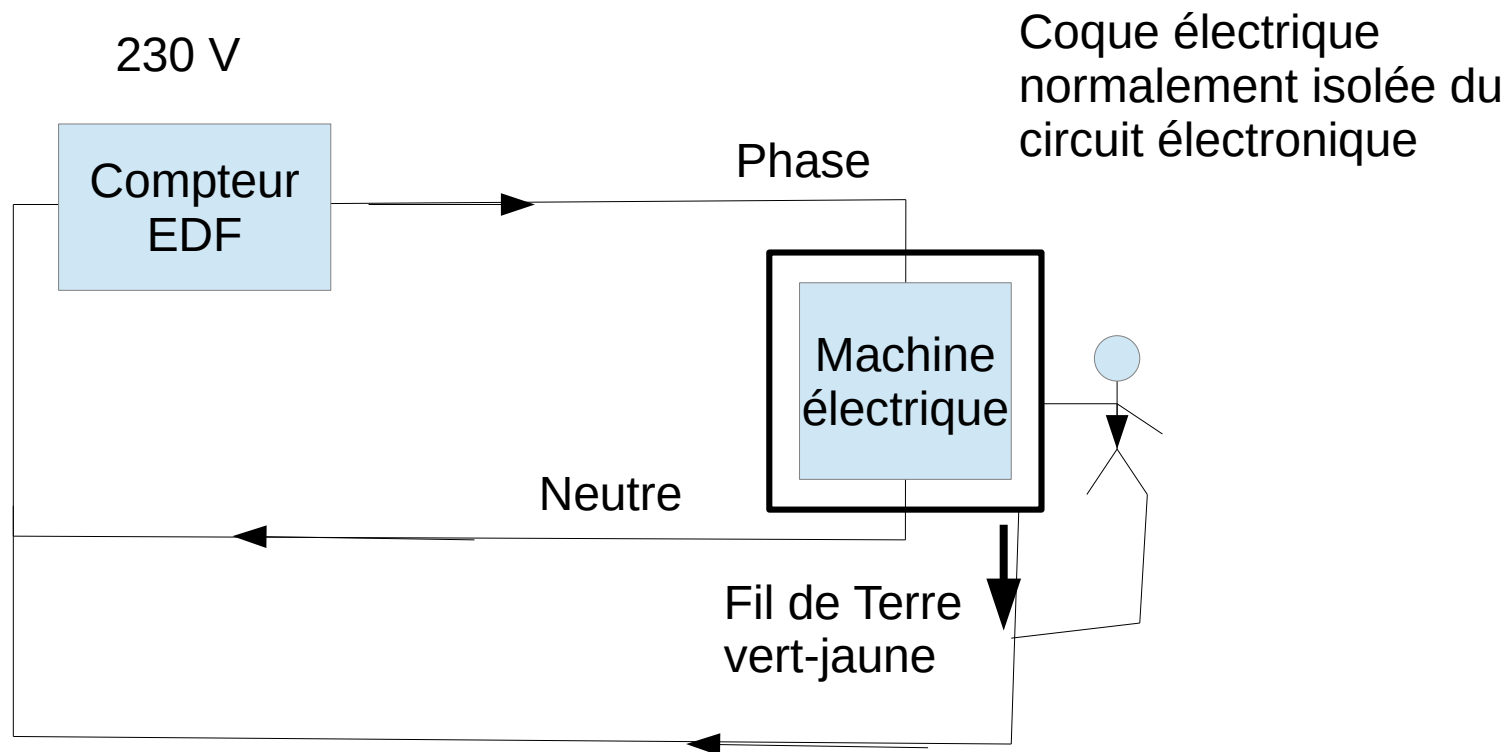 230 V
Coque électrique
normalement isolée du
circuit électronique
Compteur
EDF
Phase
Machine
électrique
Neutre
Fil de Terre
vert-jaune